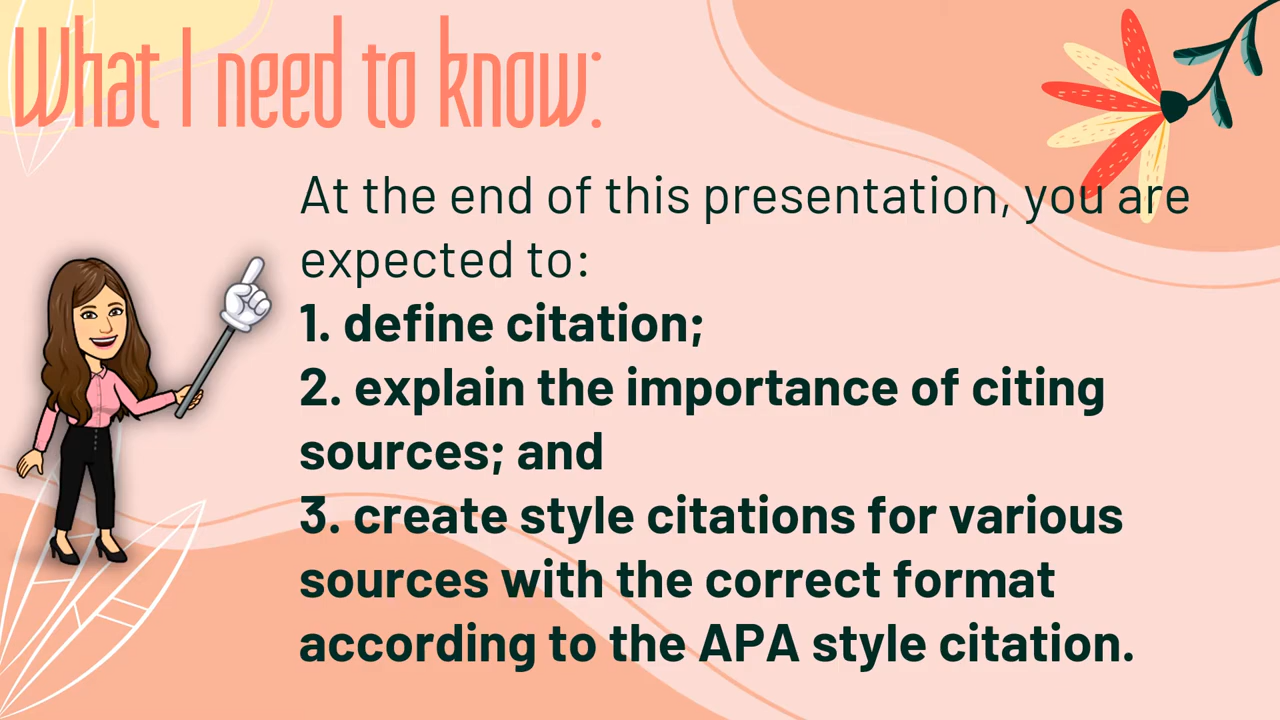 What I need to know:
At the end of this presentation, you are
expected to:
1. define citation;
2. explain the importance of citing
sources; and
3. create style citations for various
sources with the correct format
according to the APA style citation.